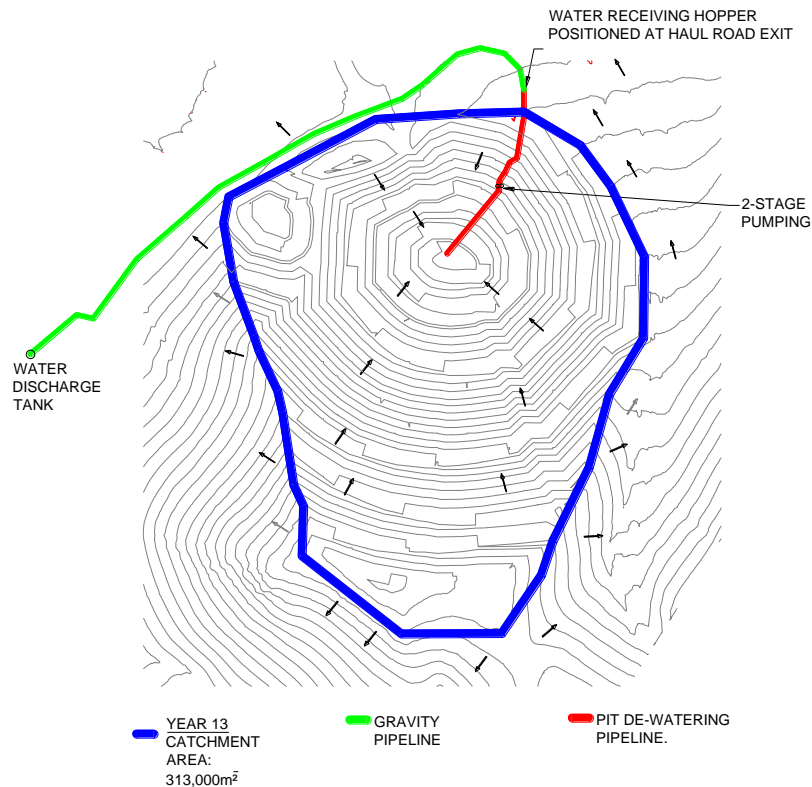 WATER RECEIVING HOPPER
POSITIONED AT HAUL ROAD EXIT
2-STAGE
PUMPING
WATER
DISCHARGE
TANK
YEAR 13
CATCHMENT
AREA:
313,000m²
GRAVITY
PIPELINE
PIT DE-WATERING
PIPELINE.